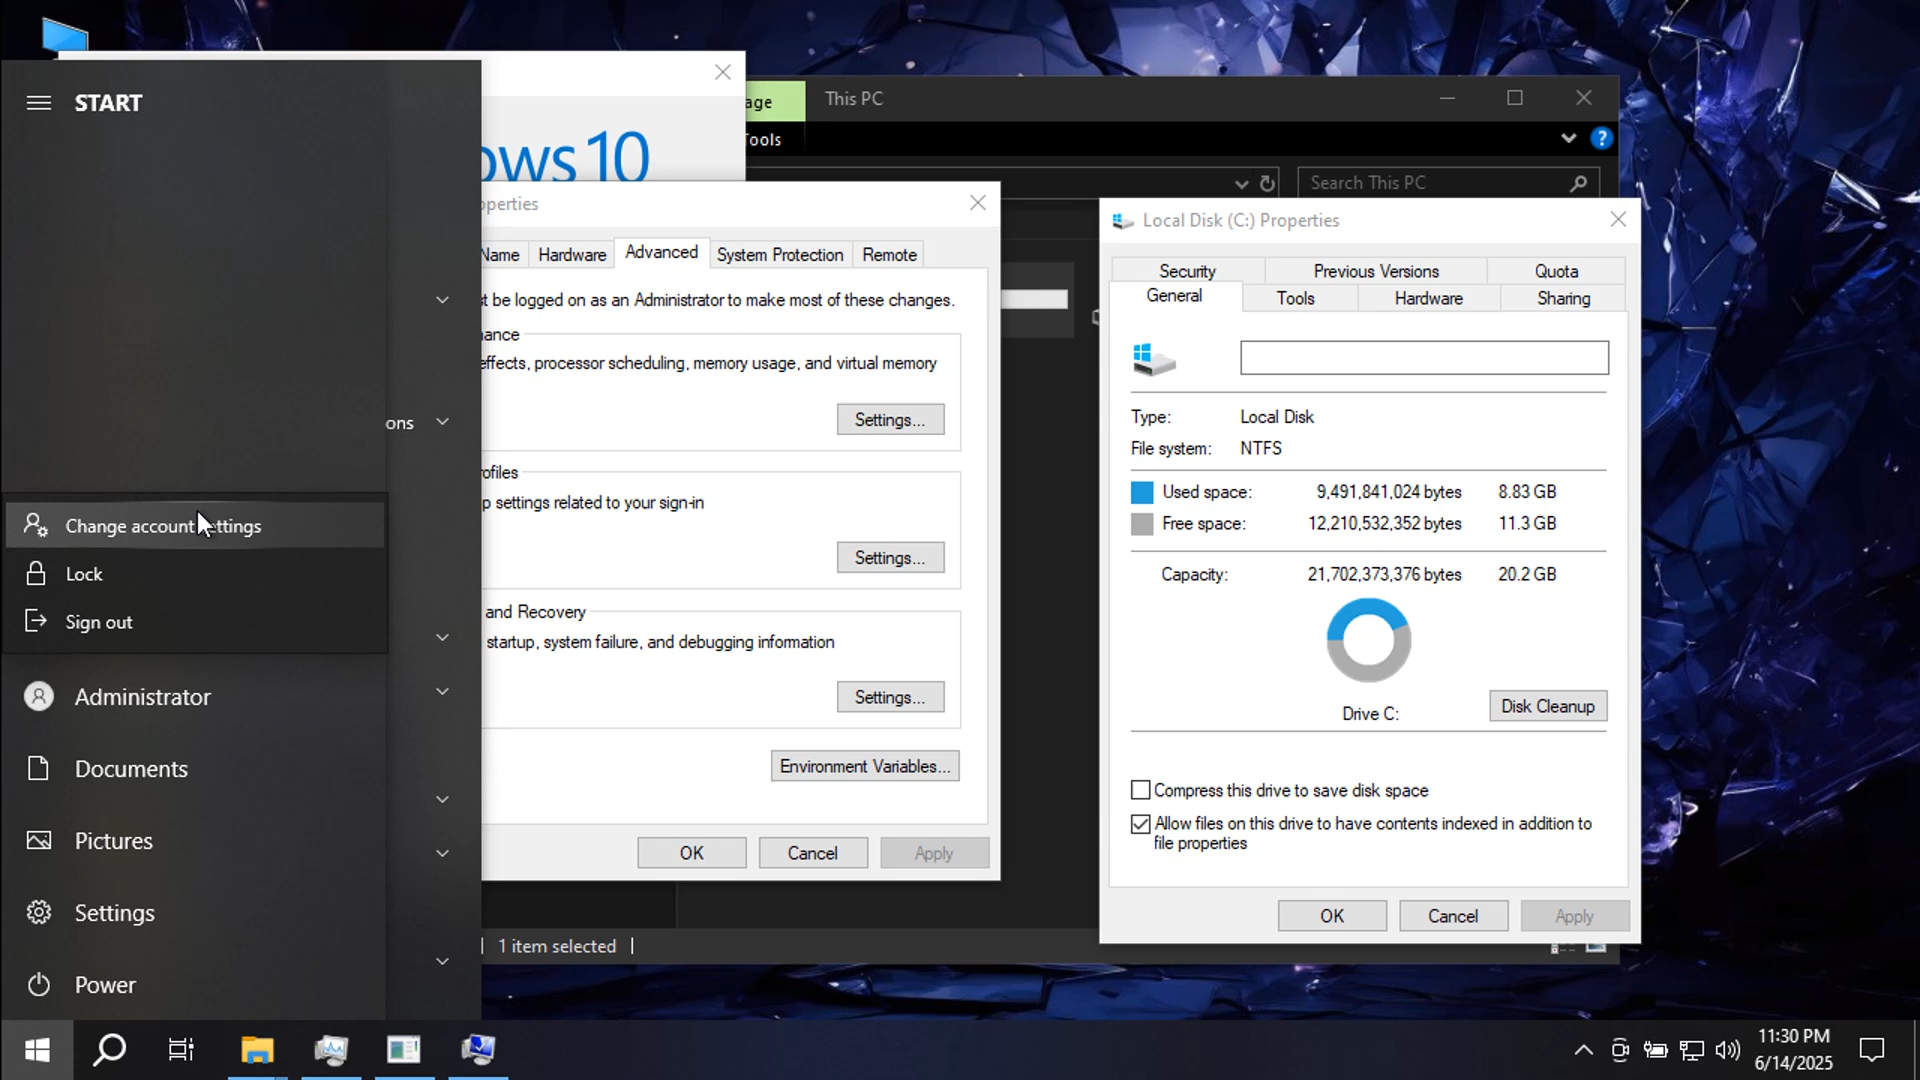 START
ons
Change account settings
Lock
Sign out
Administrator
Documents
Pictures
Settings
Power
ows 10
age
This PC
Tools
Search This PC
operties
Name
Hardware
Advanced
System Protection
Remote
st be logged on as an Administrator to make most of these changes.
ance
effects, processor scheduling, memory usage, and virtual memory
Settings...
rofiles
p settings related to your sign-in
Settings...
and Recovery
startup, system failure, and debugging information
Settings...
Environment Variables...
OK
Cancel
Apply
1 item selected
Local Disk (C:) Properties
Security
Previous Versions
Quota
General
Tools
Hardware
Sharing
Type: Local Disk
File system: NTFS
Used space: 9,491,841,024 bytes 8.83 GB
Free space: 12,210,532,352 bytes 11.3 GB
Capacity: 21,702,373,376 bytes 20.2 GB
Drive C:
Disk Cleanup
Compress this drive to save disk space
Allow files on this drive to have contents indexed in addition to
file properties
OK
Cancel
Apply
11:30 PM
6/14/2025